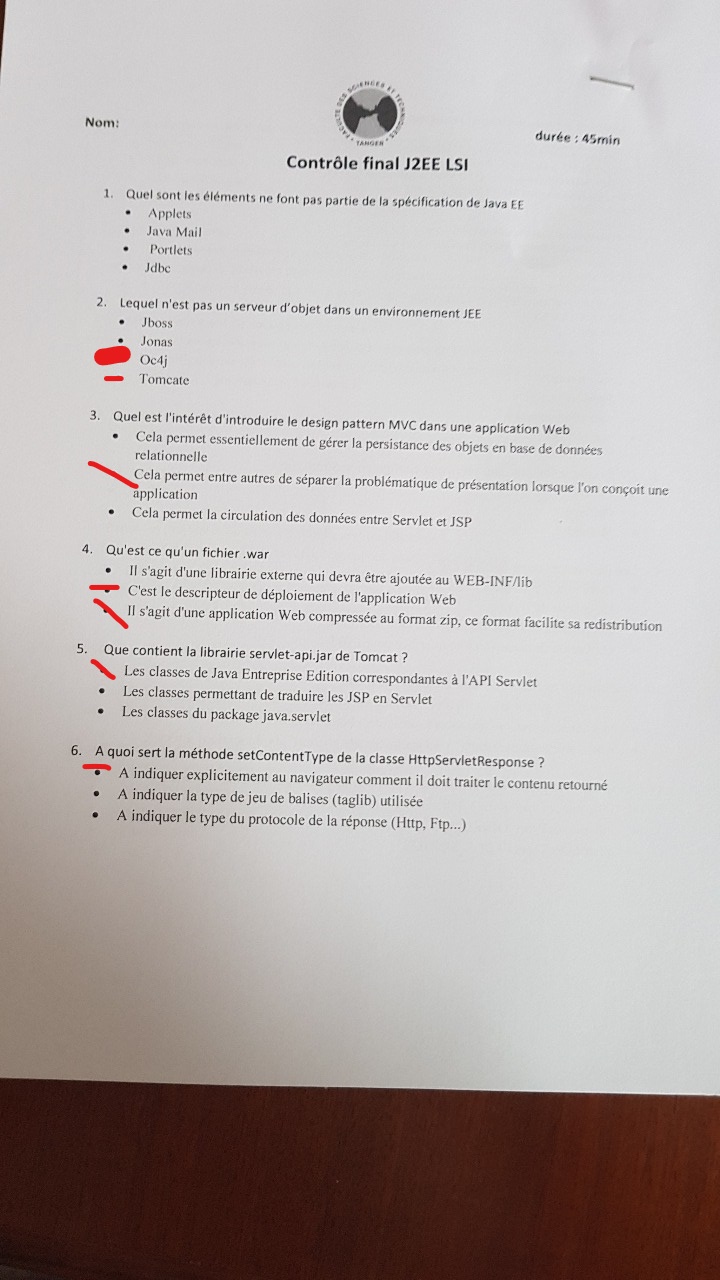 FACULTE DES SCIENCES ET TECHNIQUES
TANGER
Nom:
durée : 45min
Contrôle final J2EE LSI
1. Quel sont les éléments ne font pas partie de la spécification de Java EE
• Applets
• Java Mail
• Portlets
• Jdbc
2. Lequel n'est pas un serveur d'objet dans un environnement JEE
• Jboss
• Jonas
Oc4j
Tomcate
3. Quel est l'intérêt d'introduire le design pattern MVC dans une application Web
• Cela permet essentiellement de gérer la persistance des objets en base de données
relationnelle
Cela permet entre autres de séparer la problématique de présentation lorsque l'on conçoit une
application
• Cela permet la circulation des données entre Servlet et JSP
4. Qu'est ce qu'un fichier .war
• Il s'agit d'une librairie externe qui devra être ajoutée au WEB-INF/lib
• C'est le descripteur de déploiement de l'application Web
• Il s'agit d'une application Web compressée au format zip, ce format facilite sa redistribution
5. Que contient la librairie servlet-api.jar de Tomcat ?
• Les classes de Java Entreprise Edition correspondantes à l'API Servlet
• Les classes permettant de traduire les JSP en Servlet
• Les classes du package java.servlet
6. A quoi sert la méthode setContentType de la classe HttpServletResponse ?
• A indiquer explicitement au navigateur comment il doit traiter le contenu retourné
• A indiquer la type de jeu de balises (taglib) utilisée
• A indiquer le type du protocole de la réponse (Http, Ftp...)